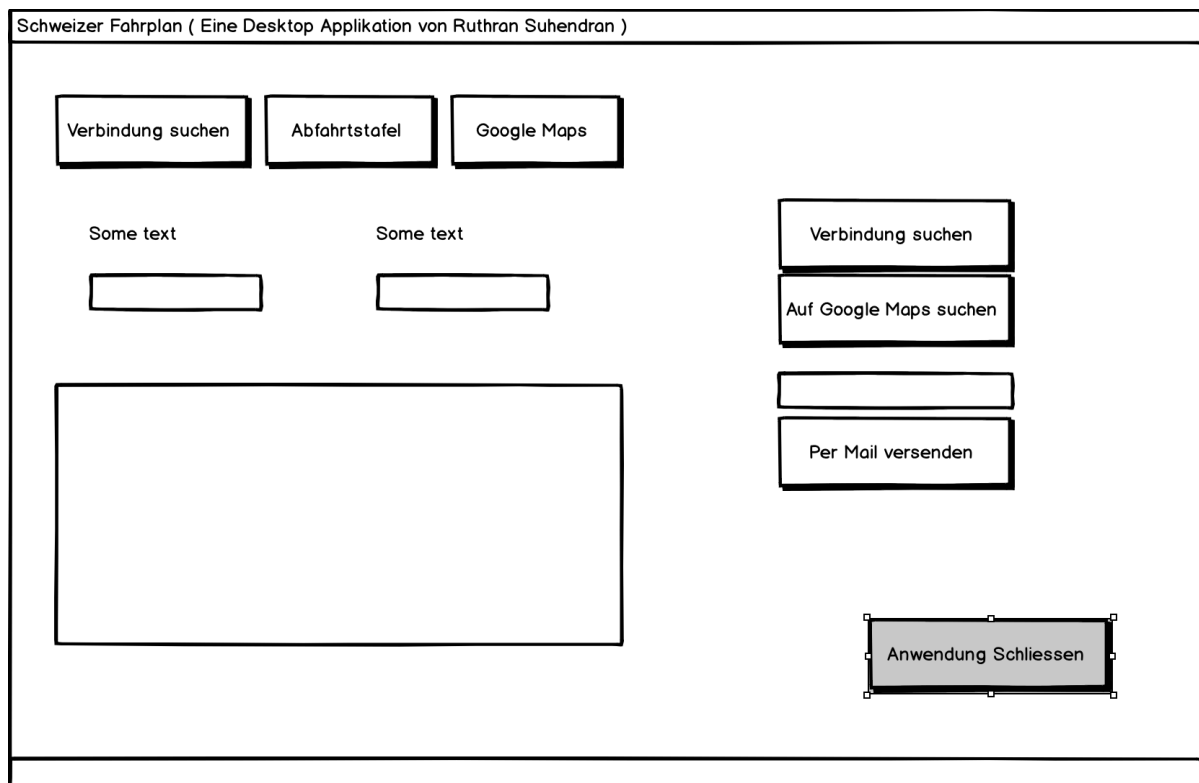 Schweizer Fahrplan ( Eine Desktop Applikation von Ruthran Suhendran )
Verbindung suchen
Abfahrtstafel
Google Maps
Some text
Some text
Verbindung suchen
Auf Google Maps suchen
Per Mail versenden
Anwendung Schliessen